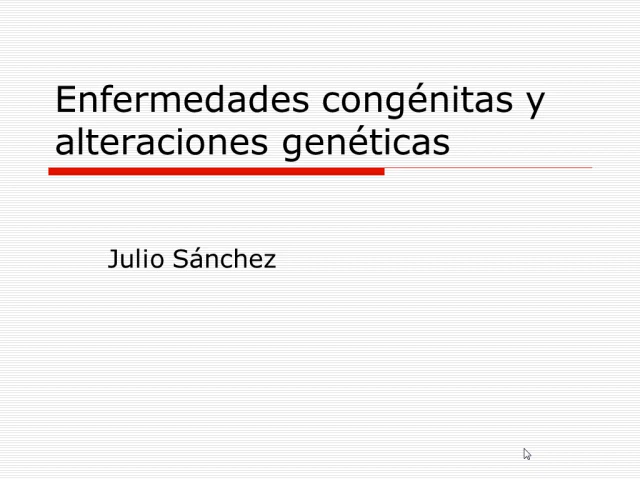 Enfermedades congénitas y
alteraciones genéticas
Julio Sánchez